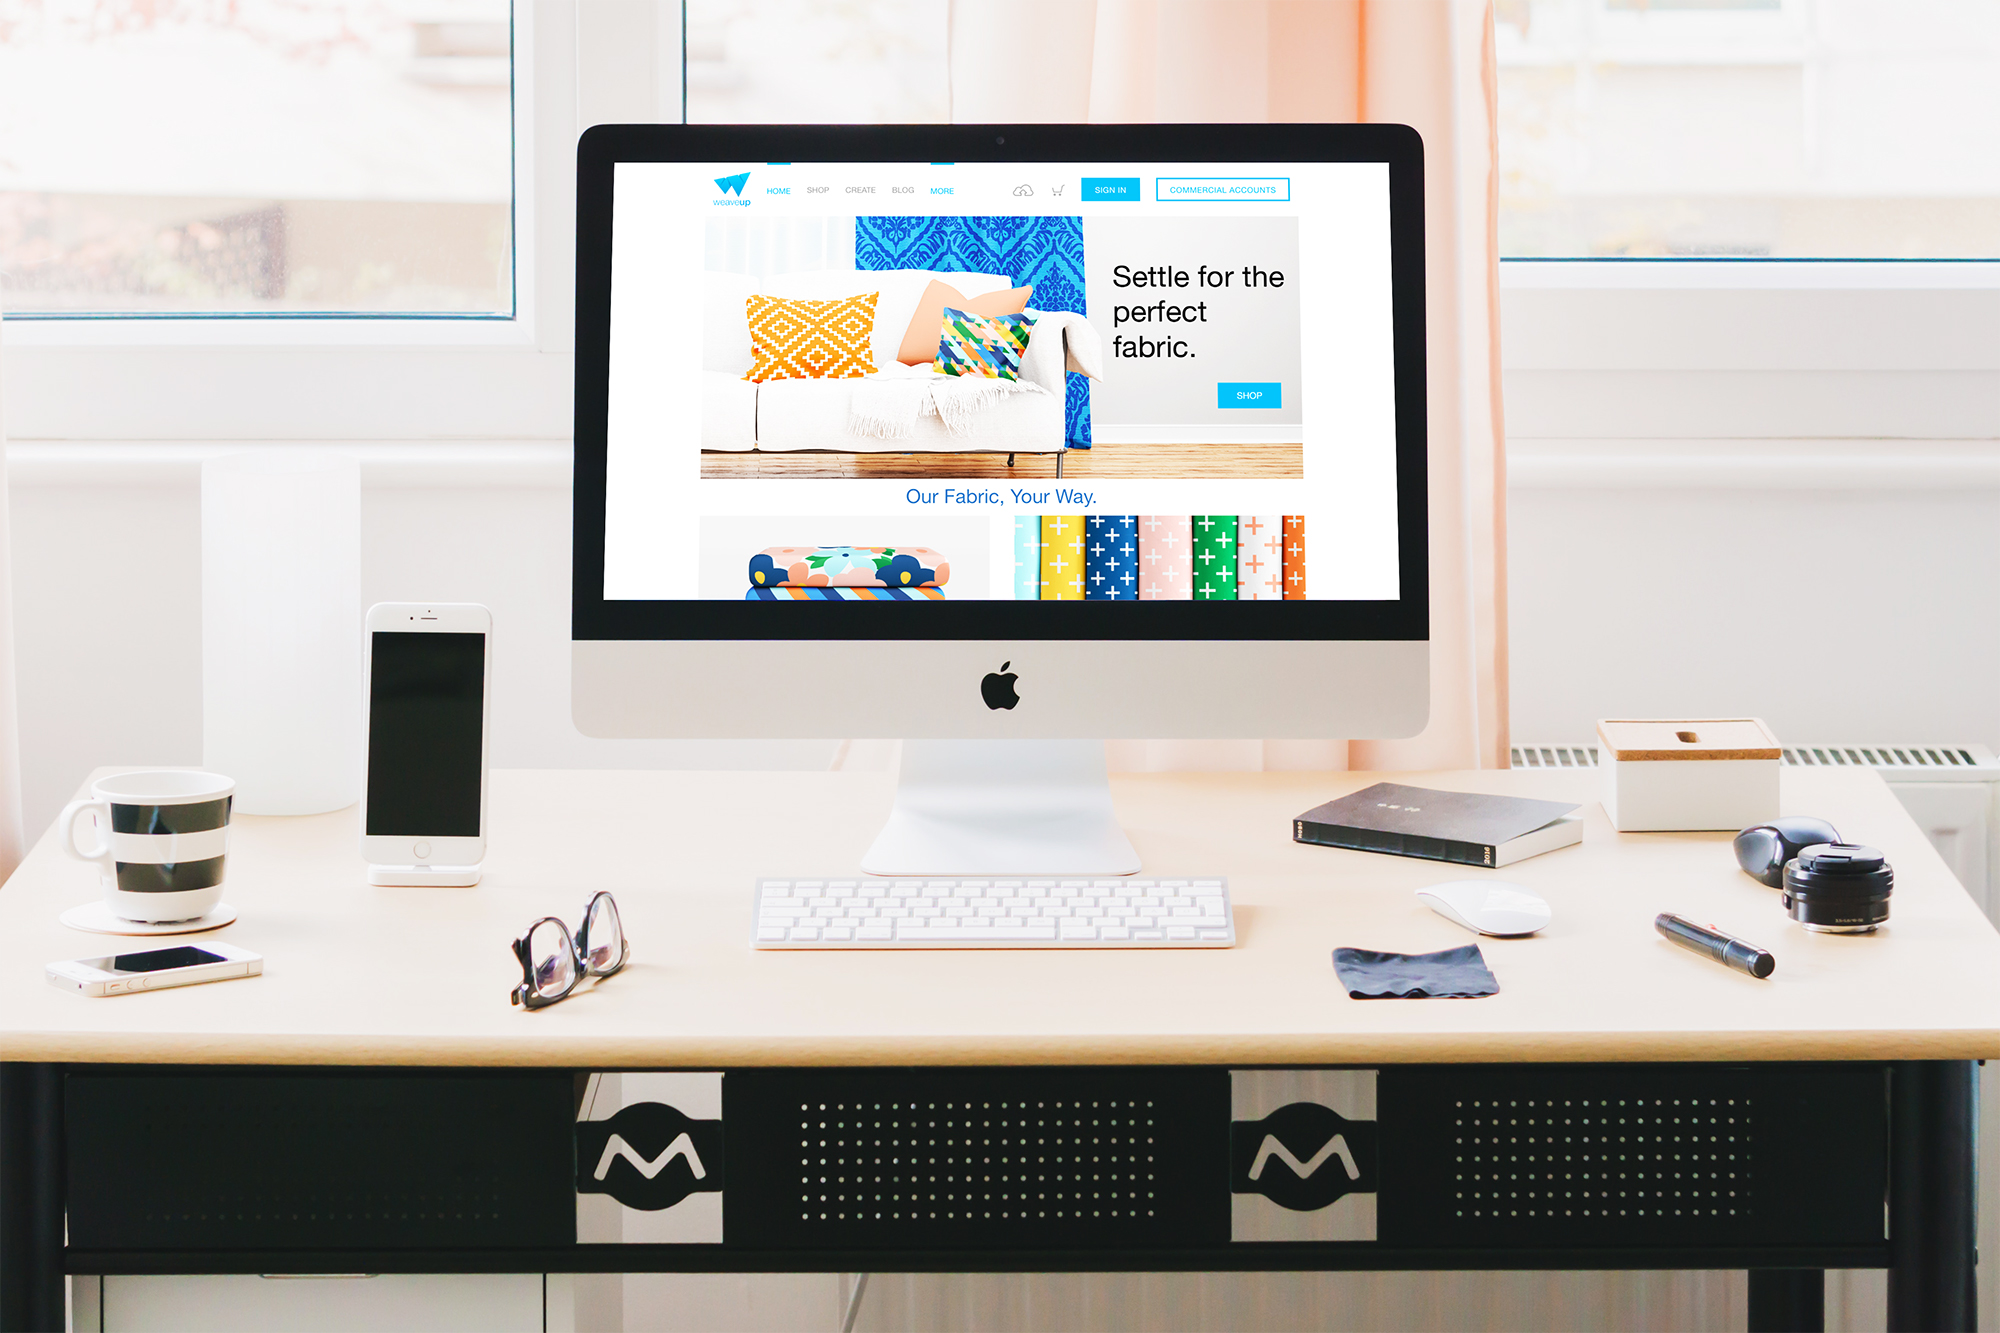 weaveup
HOME SHOP CREATE BLOG MORE
SIGN IN
COMMERCIAL ACCOUNTS
Settle for the
perfect
fabric.
SHOP
Our Fabric, Your Way.
2016